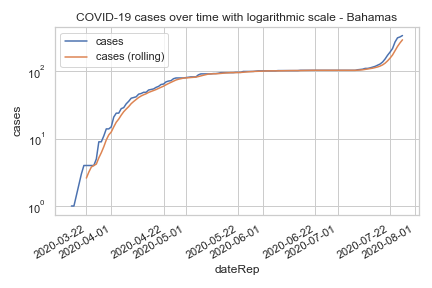 COVID-19 cases over time with logarithmic scale - Bahamas
cases
cases (rolling)
10²
10¹
10⁰
cases
2020-03-22
2020-04-01
2020-04-22
2020-05-01
2020-05-22
2020-06-01
2020-06-22
2020-07-01
2020-07-22
2020-08-01
dateRep